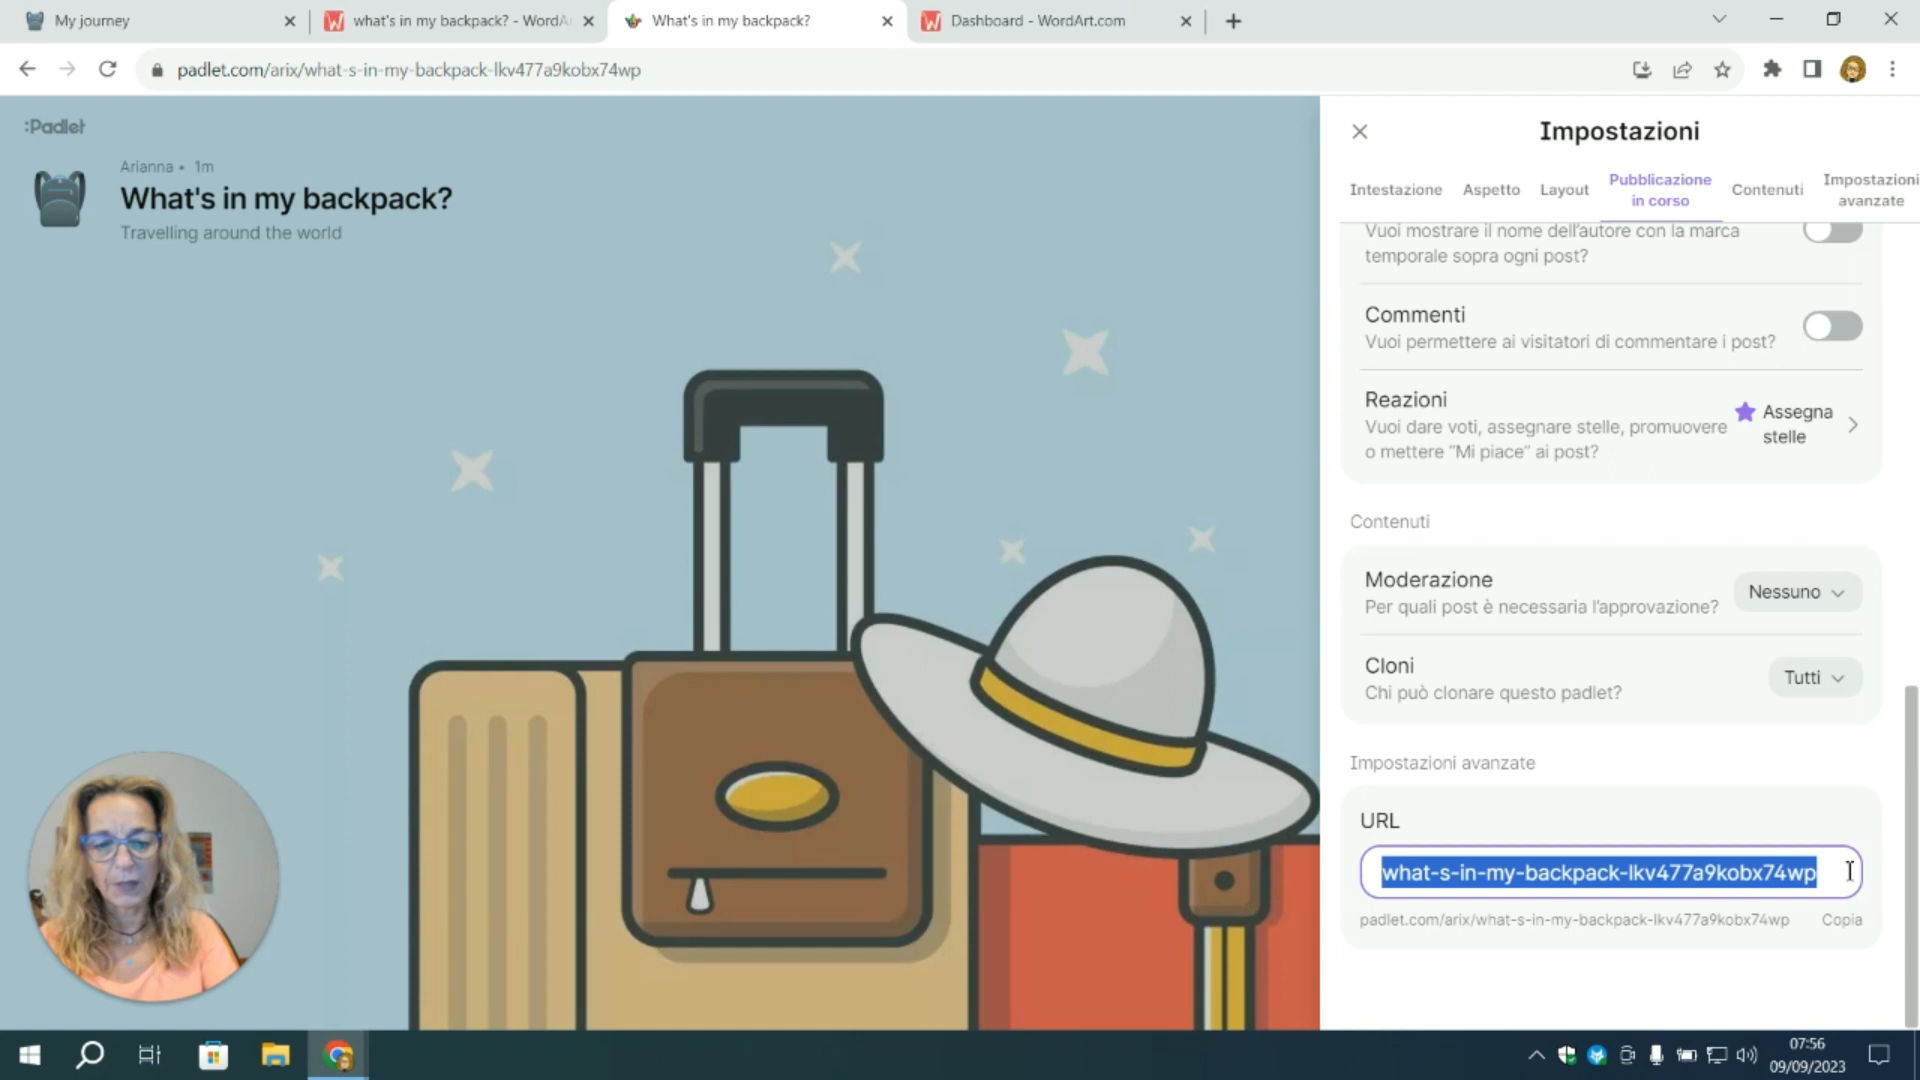 My journey
what's in my backpack? - WordA
What's in my backpack?
Dashboard - WordArt.com
padlet.com/arix/what-s-in-my-backpack-lkv477a9kobx74wp
:Padlet
Arianna • 1m
What's in my backpack?
Travelling around the world
Impostazioni
Intestazione
Aspetto
Layout
Pubblicazione
in corso
Contenuti
Impostazioni
avanzate
Vuoi mostrare il nome dell'autore con la marca
temporale sopra ogni post?
Commenti
Vuoi permettere ai visitatori di commentare i post?
Reazioni
Vuoi dare voti, assegnare stelle, promuovere
o mettere "Mi piace" ai post?
Assegna
stelle
Contenuti
Moderazione
Per quali post è necessaria l'approvazione?
Nessuno
Cloni
Chi può clonare questo padlet?
Tutti
Impostazioni avanzate
URL
what-s-in-my-backpack-lkv477a9kobx74wp
padlet.com/arix/what-s-in-my-backpack-lkv477a9kobx74wp
Copia
07:56
09/09/2023